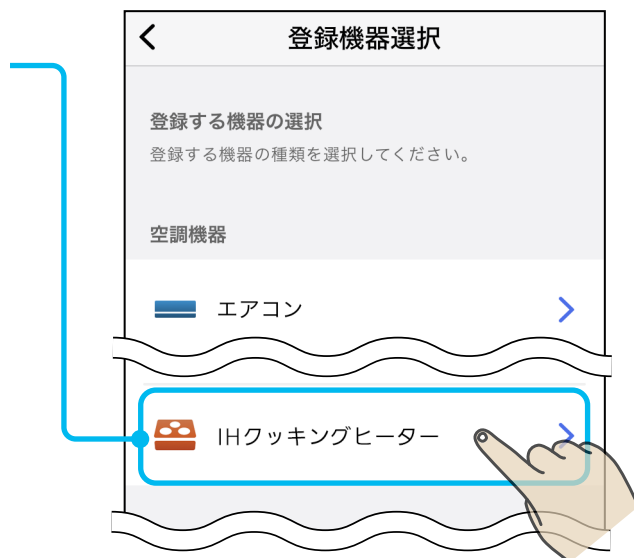 登録機器選択
登録する機器の選択
登録する機器の種類を選択してください。
空調機器
エアコン
IHクッキングヒーター